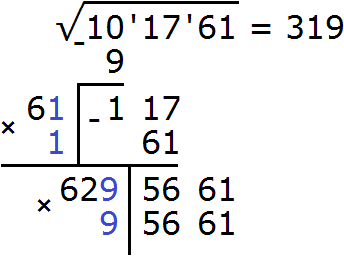 √10'17'61 = 319
- 9
× 61 - 1 17
1 61
× 629 56 61
9 56 61